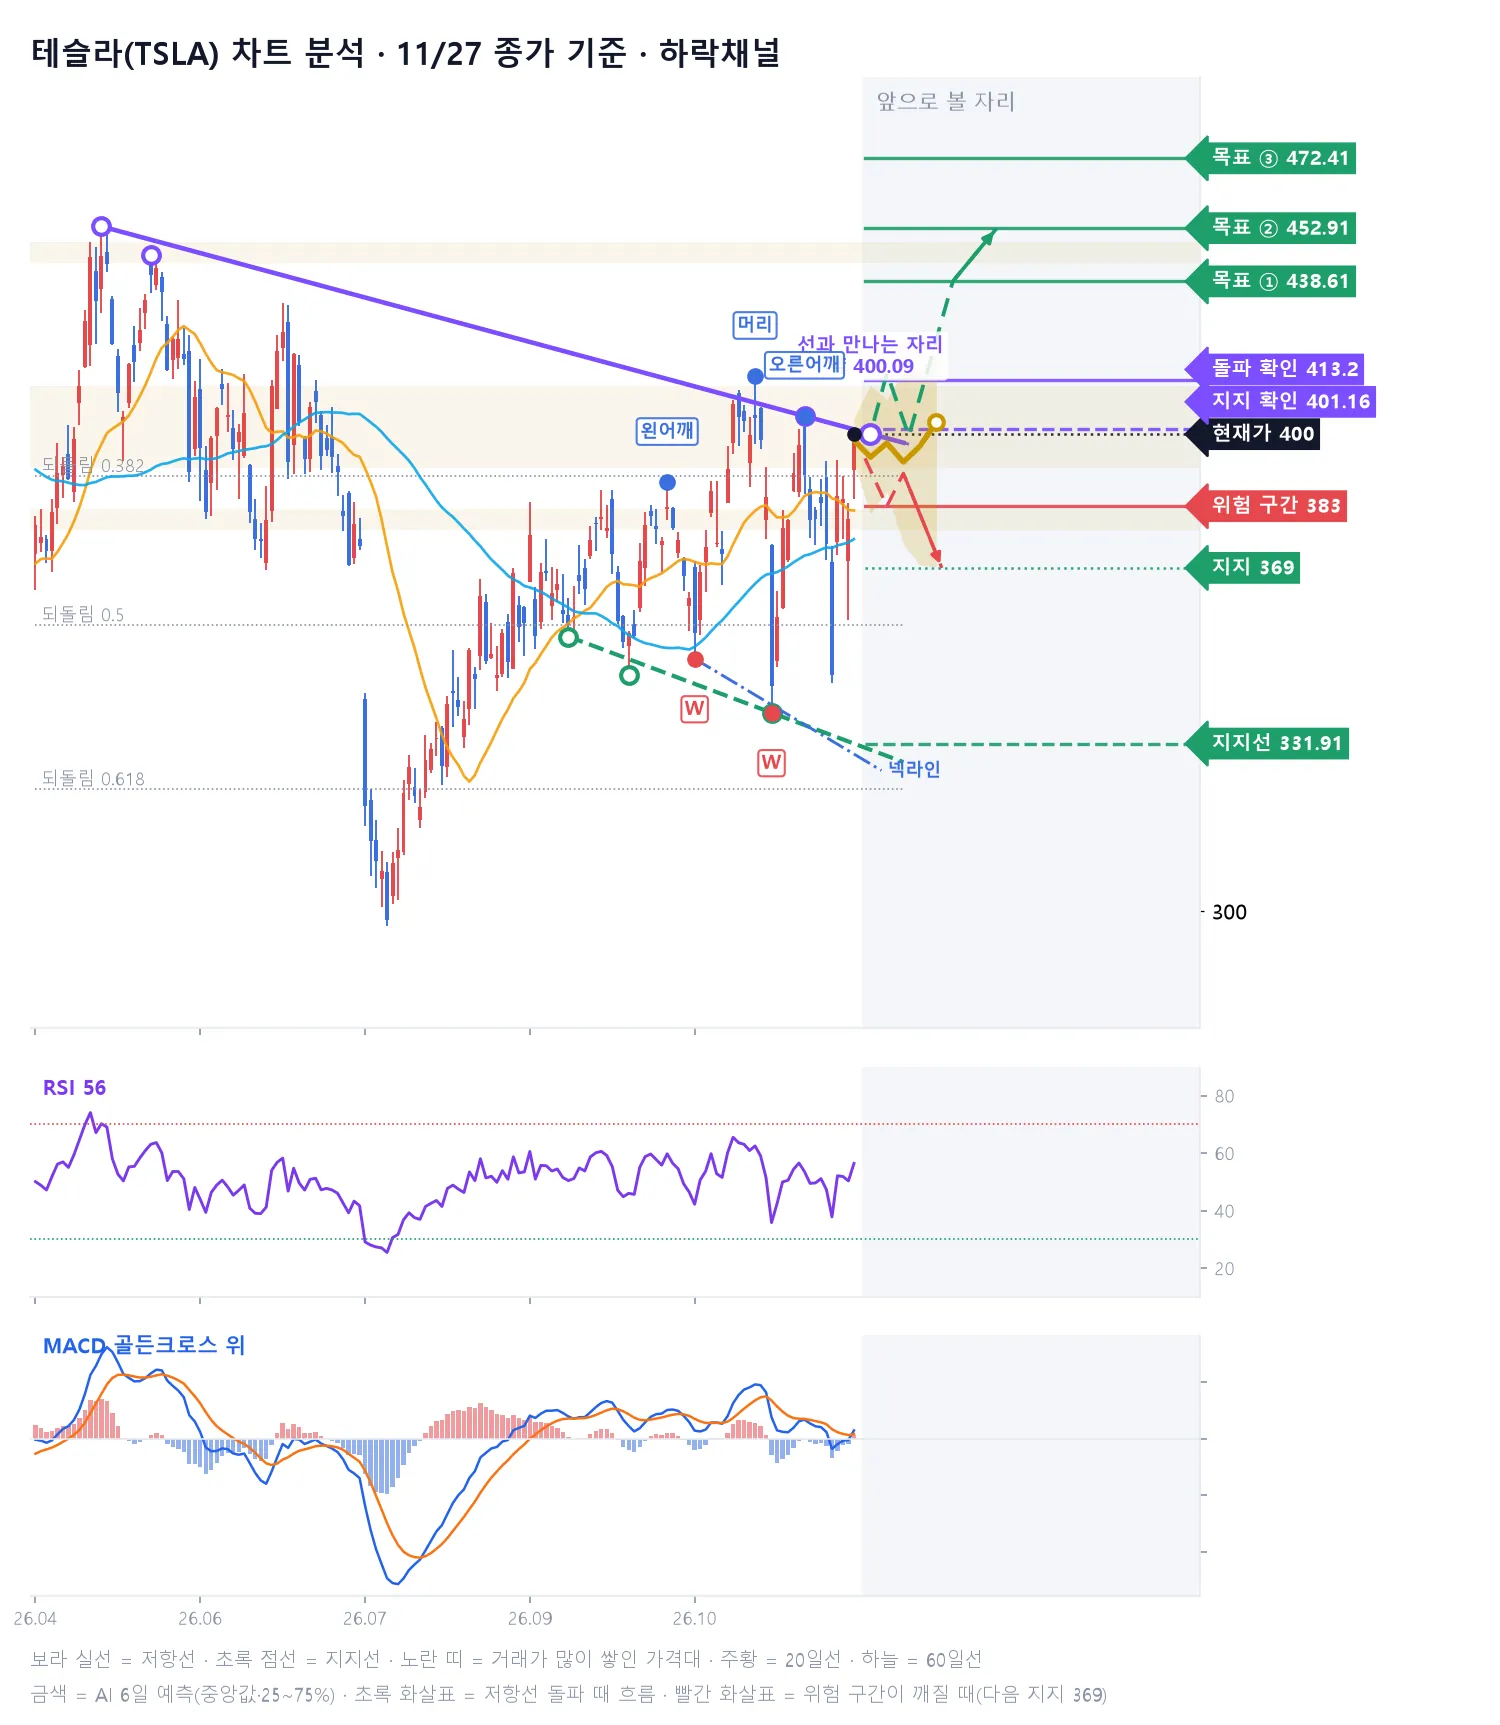 테슬라(TSLA) 차트 분석 · 11/27 종가 기준 · 하락채널
앞으로 볼 자리
목표 ③ 472.41
목표 ② 452.91
목표 ① 438.61
머리
선과 만나는 자리
오른어깨
400.09
돌파 확인 413.2
지지 확인 401.16
왼어깨
현재가 400
되돌림 0.382
위험 구간 383
지지 369
되돌림 0.5
W
W
지지선 331.91
넥라인
되돌림 0.618
300
RSI 56
80
60
40
20
MACD 골든크로스 위
26.04
26.06
26.07
26.09
26.10
보라 실선 = 저항선 · 초록 점선 = 지지선 · 노란 띠 = 거래가 많이 쌓인 가격대 · 주황 = 20일선 · 하늘 = 60일선
금색 = AI 6일 예측(중앙값·25~75%) · 초록 화살표 = 저항선 돌파 때 흐름 · 빨간 화살표 = 위험 구간이 깨질 때(다음 지지 369)